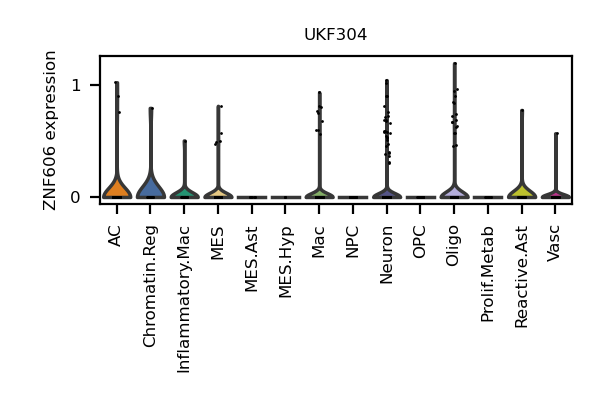 UKF304
ZNF606 expression
1
0
AC
Chromatin.Reg
Inflammatory.Mac
MES
MES.Ast
MES.Hyp
Mac
NPC
Neuron
OPC
Oligo
Prolif.Metab
Reactive.Ast
Vasc